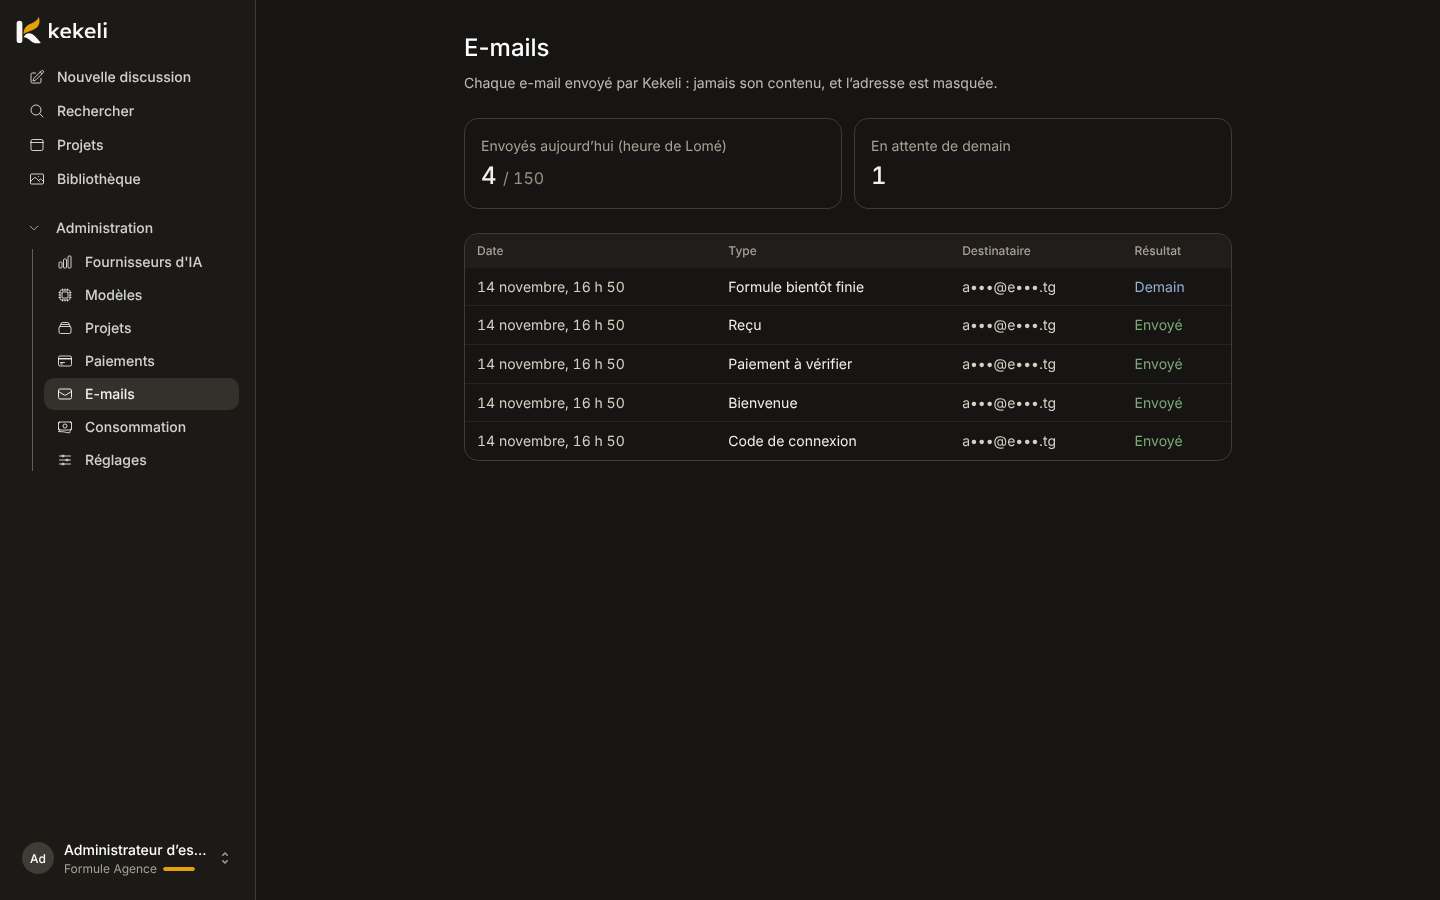 kekeli
Nouvelle discussion
Rechercher
Projets
Bibliothèque
Administration
Fournisseurs d'IA
Modèles
Projets
Paiements
E-mails
Consommation
Réglages
Ad
Administrateur d’es…
Formule Agence
E-mails
Chaque e-mail envoyé par Kekeli : jamais son contenu, et l’adresse est masquée.
Envoyés aujourd’hui (heure de Lomé)
4 / 150
En attente de demain
1
Date Type Destinataire Résultat
14 novembre, 16 h 50 Formule bientôt finie a•••@e•••.tg Demain
14 novembre, 16 h 50 Reçu a•••@e•••.tg Envoyé
14 novembre, 16 h 50 Paiement à vérifier a•••@e•••.tg Envoyé
14 novembre, 16 h 50 Bienvenue a•••@e•••.tg Envoyé
14 novembre, 16 h 50 Code de connexion a•••@e•••.tg Envoyé